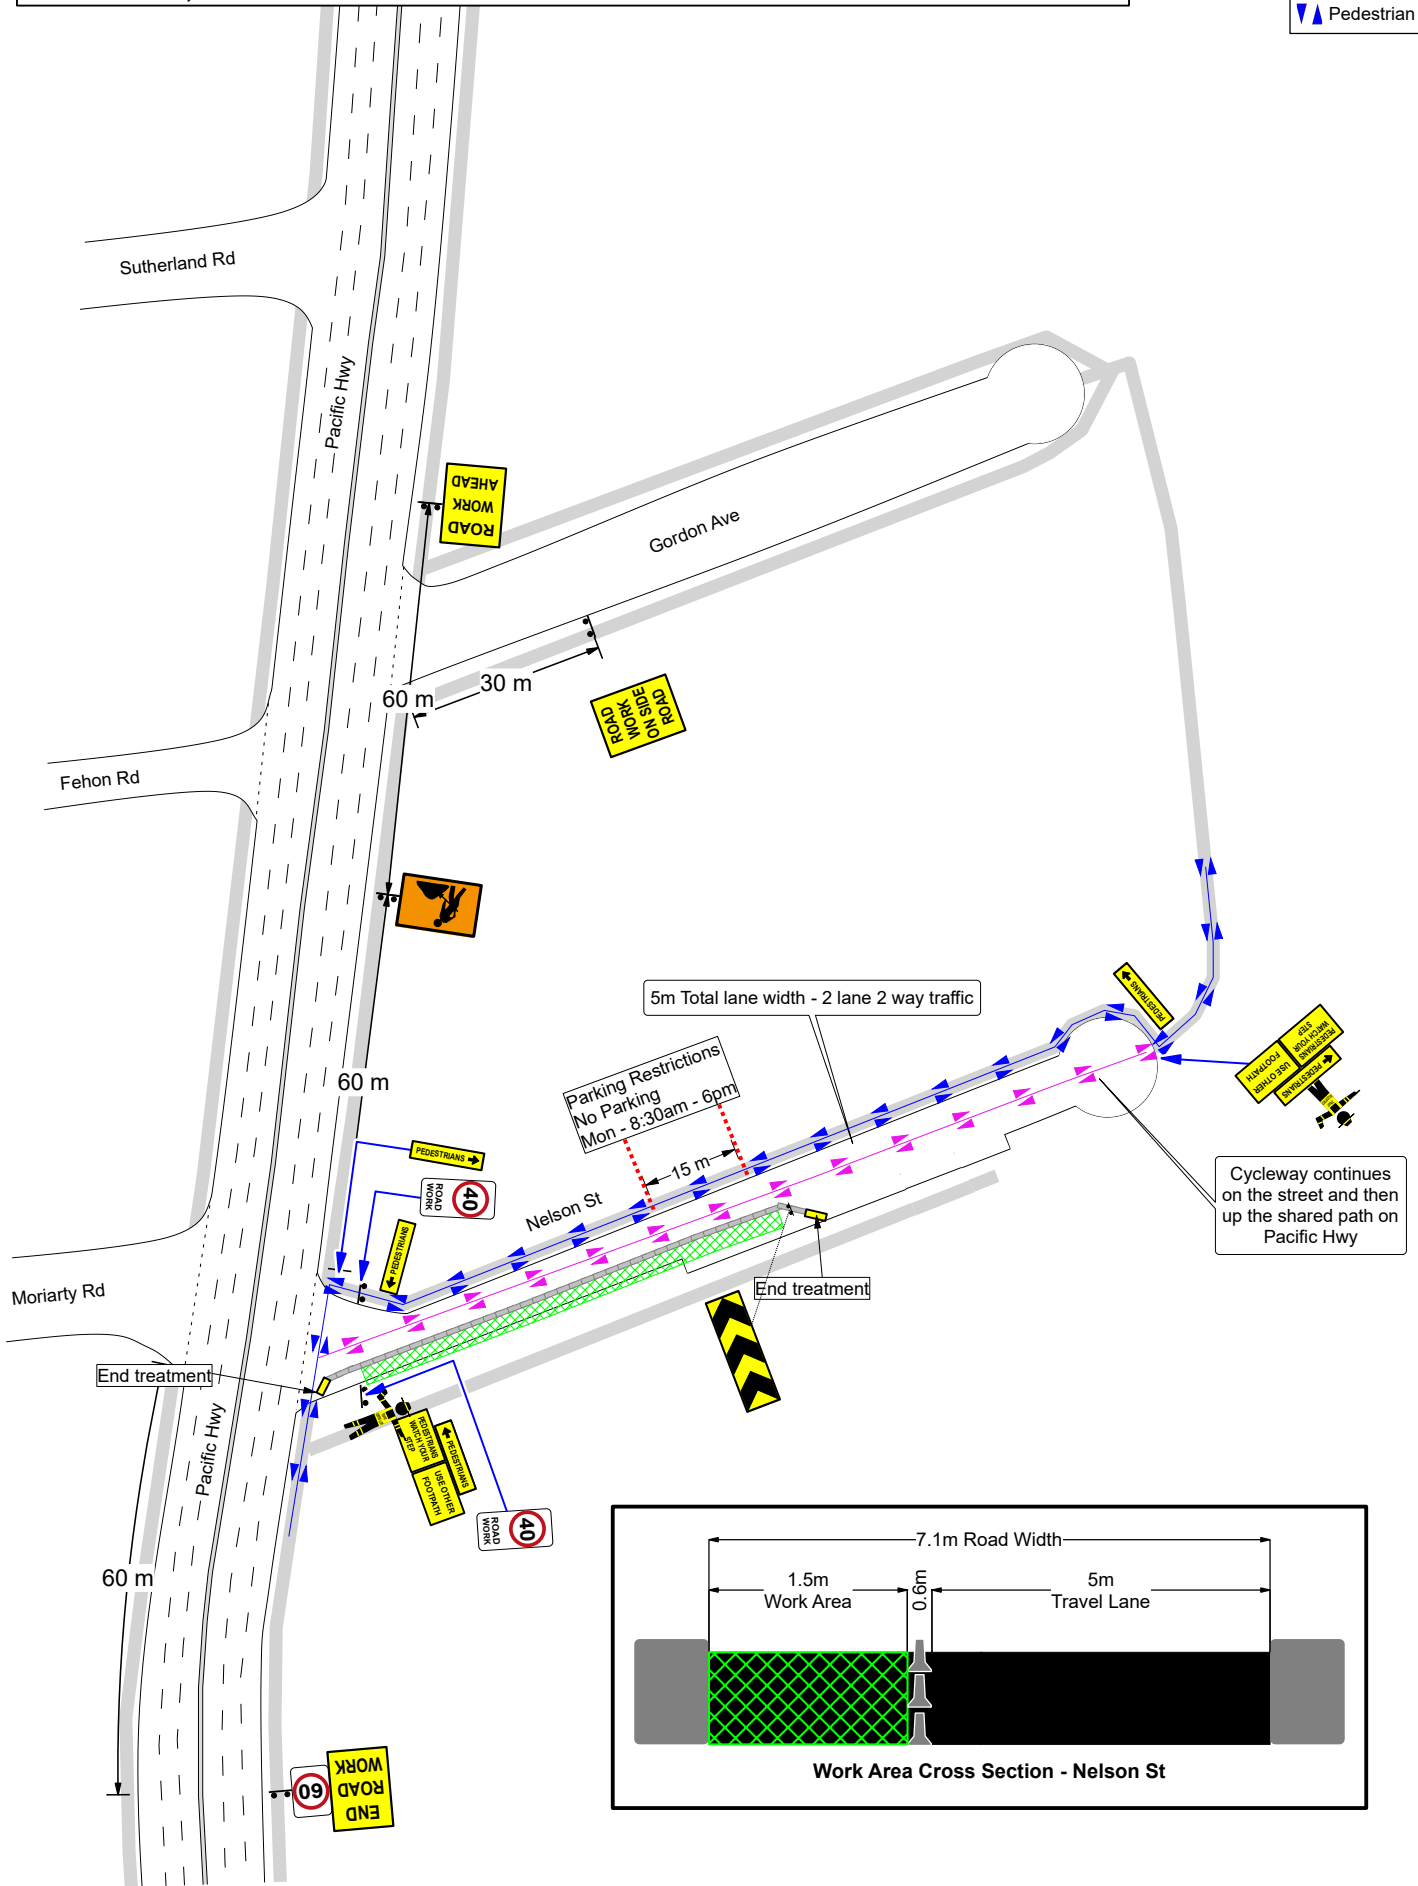 Pedestrian
Sutherland Rd
Pacific Hwy
ROAD
WORK
AHEAD
Gordon Ave
30 m
60 m
ROAD
WORK
ON SIDE
ROAD
Fehon Rd
5m Total lane width - 2 lane 2 way traffic
PEDESTRIANS
PEDESTRIANS
WATCH YOUR
STEP
PEDESTRIANS
USE OTHER
FOOTPATH
Parking Restrictions
No Parking
Mon - 8:30am - 6pm
60 m
15 m
PEDESTRIANS
40
ROAD
WORK
Nelson St
PEDESTRIANS
Cycleway continues
on the street and then
up the shared path on
Pacific Hwy
Moriarty Rd
End treatment
End treatment
Pacific Hwy
PEDESTRIANS
WATCH YOUR
STEP
PEDESTRIANS
USE OTHER
FOOTPATH
40
ROAD
WORK
60 m
7.1m Road Width
1.5m
Work Area
0.6m
5m
Travel Lane
Work Area Cross Section - Nelson St
60
END
ROAD
WORK